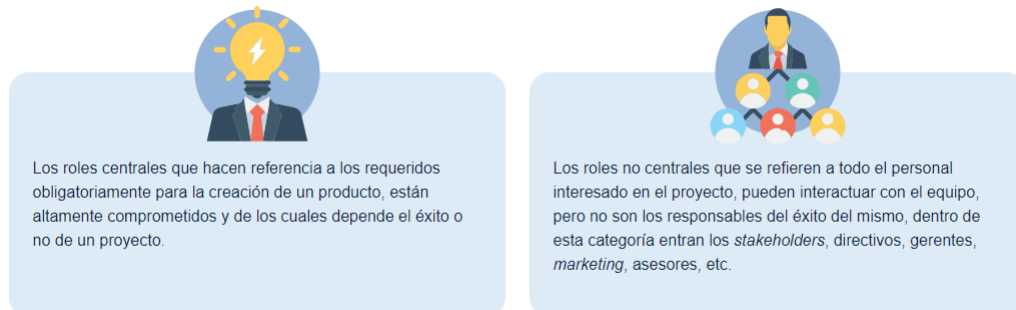 Los roles centrales que hacen referencia a los requeridos
obligatoriamente para la creación de un producto, están
altamente comprometidos y de los cuales depende el éxito o
no de un proyecto.
Los roles no centrales que se refieren a todo el personal
interesado en el proyecto, pueden interactuar con el equipo,
pero no son los responsables del éxito del mismo, dentro de
esta categoría entran los stakeholders, directivos, gerentes,
marketing, asesores, etc.